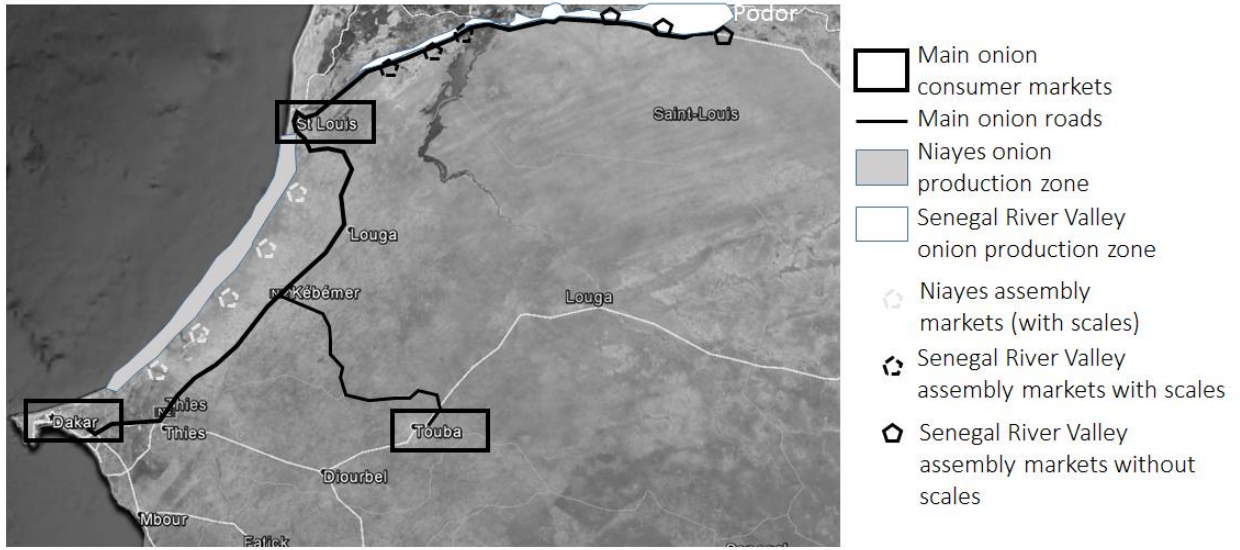 Podor
St Louis
Saint-Louis
Louga
Kébémer
Louga
Thies
Dakar
Thies
Touba
Diourbel
Mbour
Fatick
Main onion
consumer markets
Main onion roads
Niayes onion
production zone
Senegal River Valley
onion production zone
Niayes assembly
markets (with scales)
Senegal River Valley
assembly markets with scales
Senegal River Valley
assembly markets without
scales